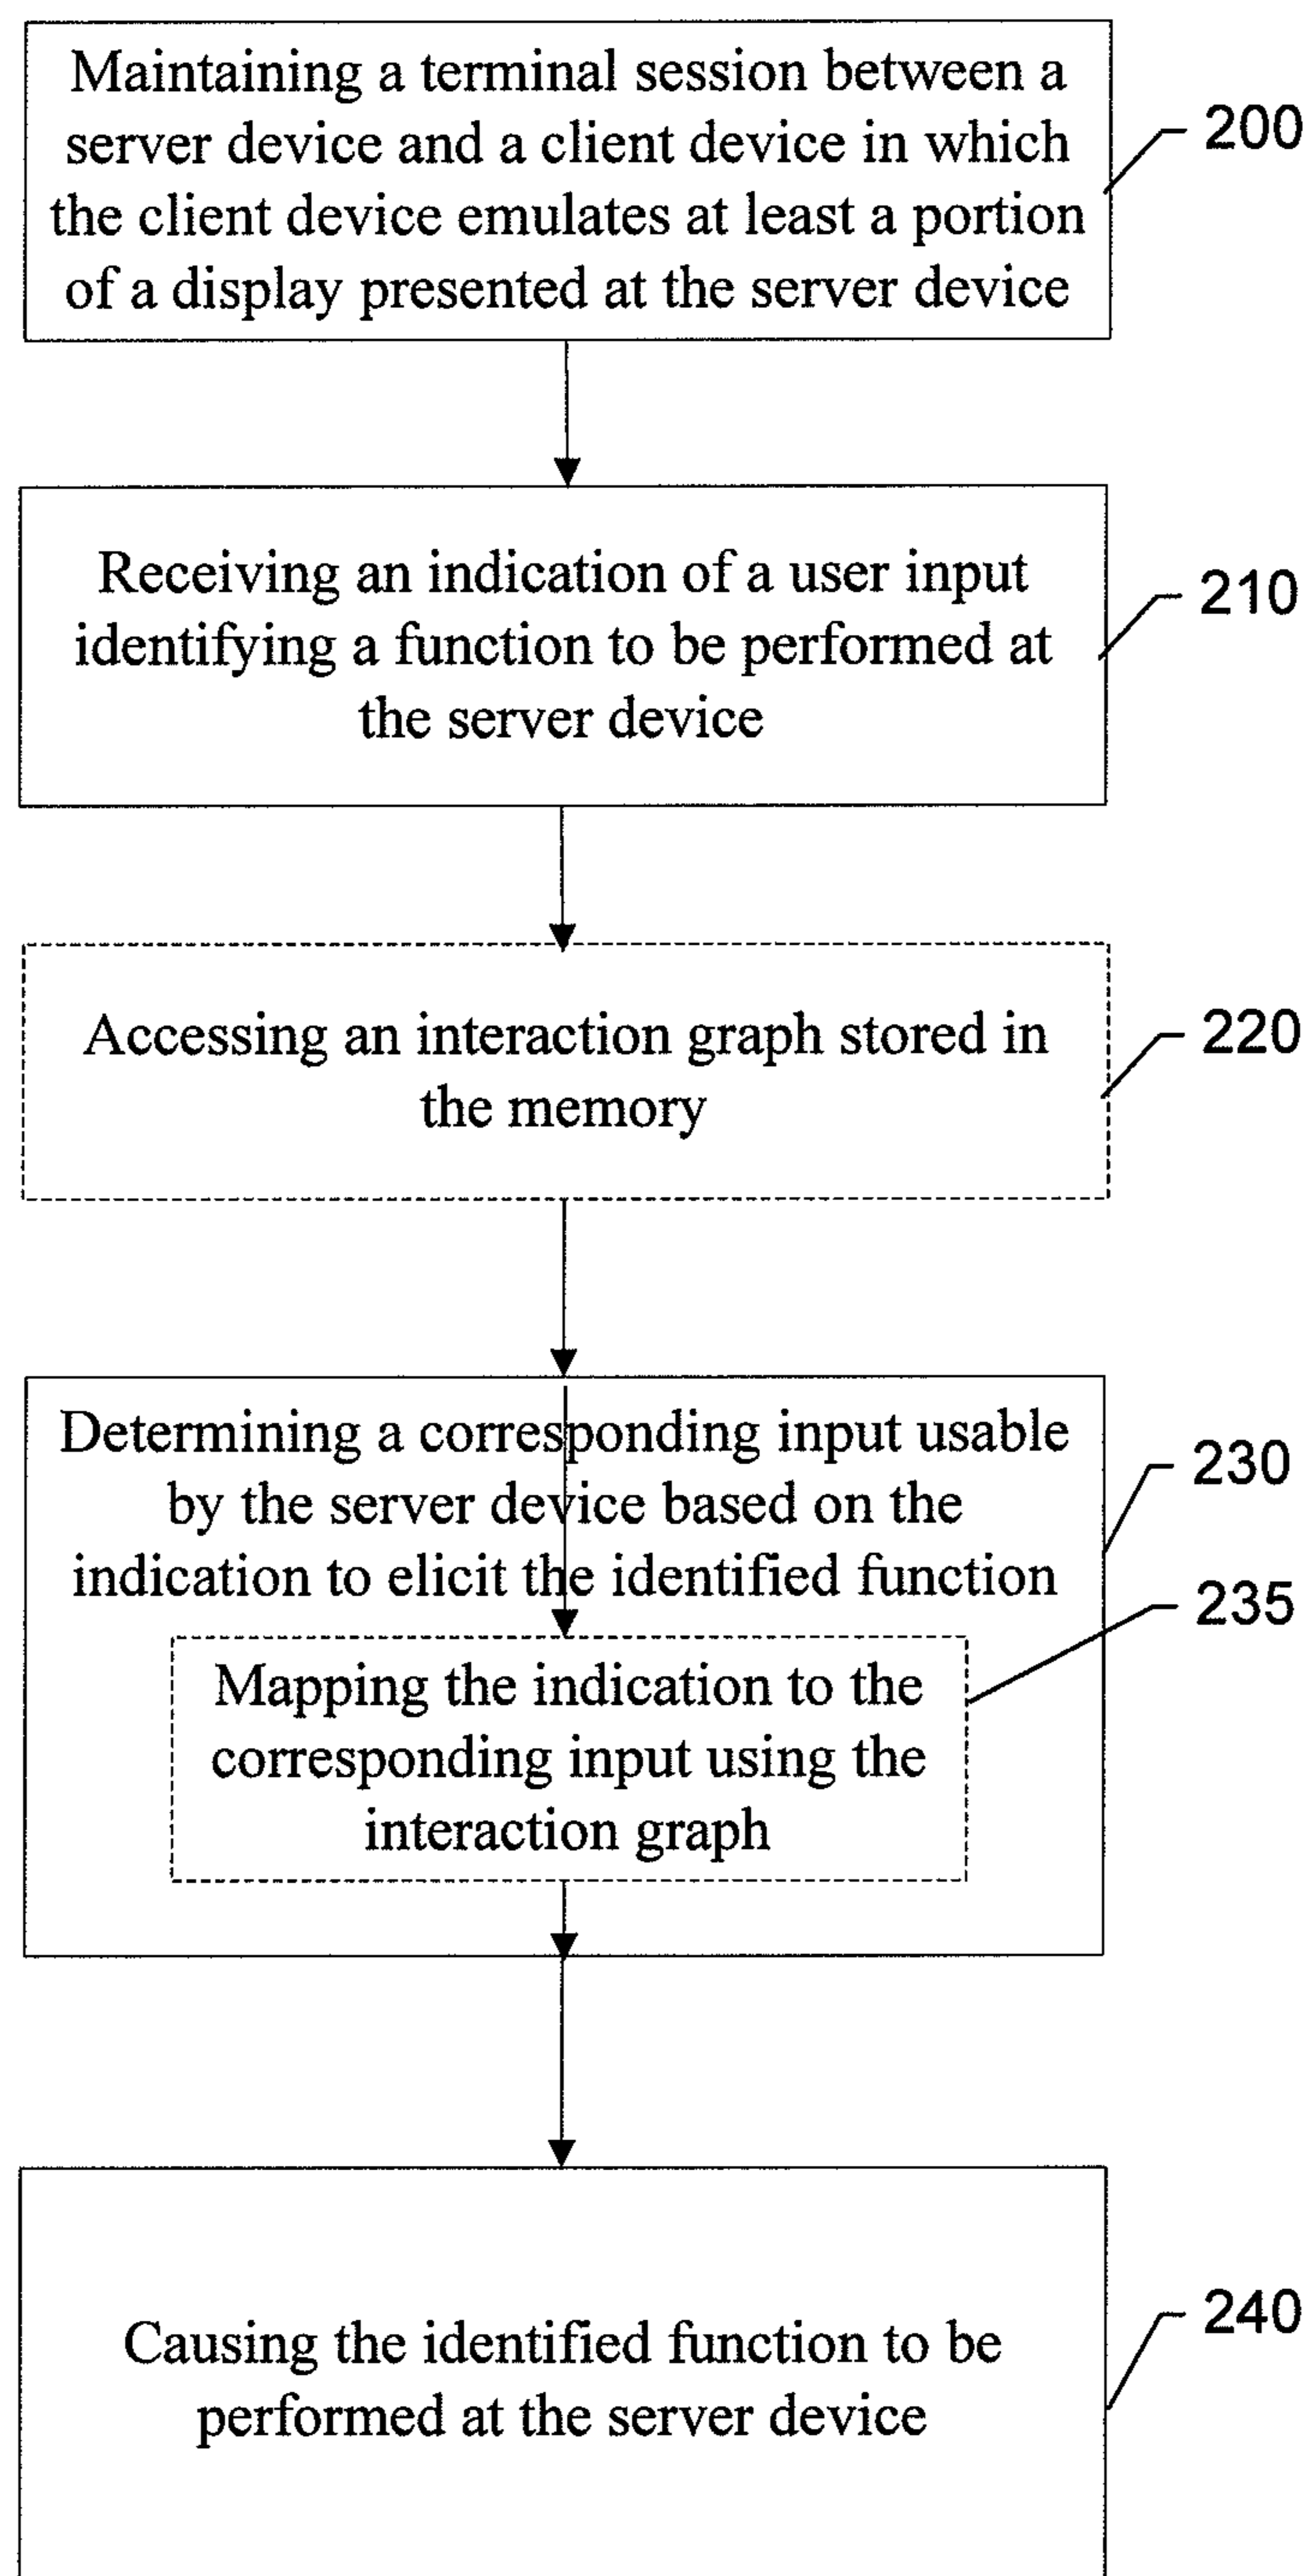 Maintaining a terminal session between a
server device and a client device in which
the client device emulates at least a portion
of a display presented at the server device
200
Receiving an indication of a user input
identifying a function to be performed at
the server device
210
Accessing an interaction graph stored in
the memory
220
Determining a corresponding input usable
by the server device based on the
indication to elicit the identified function
230
235
Mapping the indication to the
corresponding input using the
interaction graph
Causing the identified function to be
performed at the server device
240